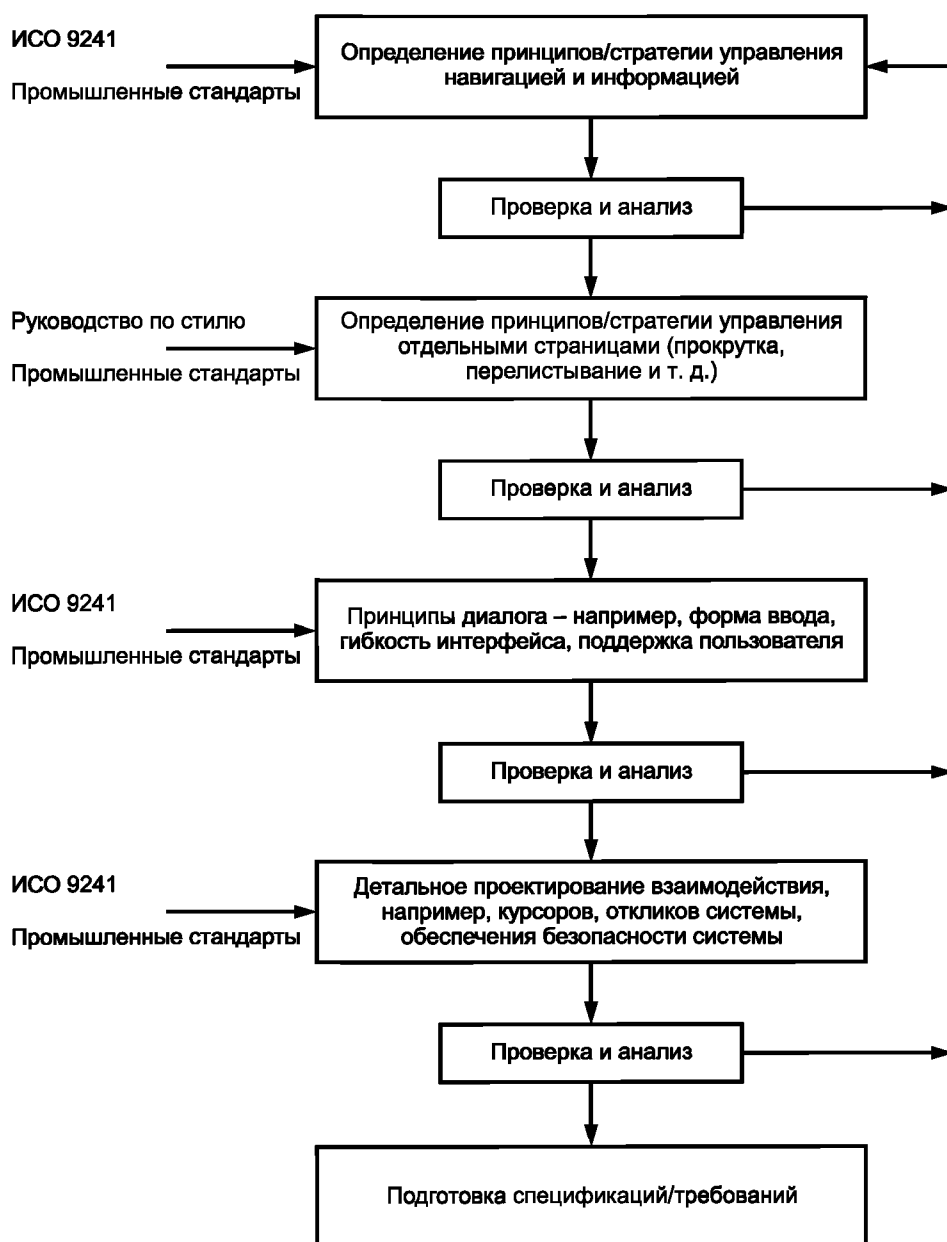 ИСО 9241
Промышленные стандарты
Определение принципов/стратегии управления
навигацией и информацией
Проверка и анализ
Руководство по стилю
Промышленные стандарты
Определение принципов/стратегии управления
отдельными страницами (прокрутка,
перелистывание и т. д.)
Проверка и анализ
ИСО 9241
Промышленные стандарты
Принципы диалога – например, форма ввода,
гибкость интерфейса, поддержка пользователя
Проверка и анализ
ИСО 9241
Промышленные стандарты
Детальное проектирование взаимодействия,
например, курсоров, откликов системы,
обеспечения безопасности системы
Проверка и анализ
Подготовка спецификаций/требований